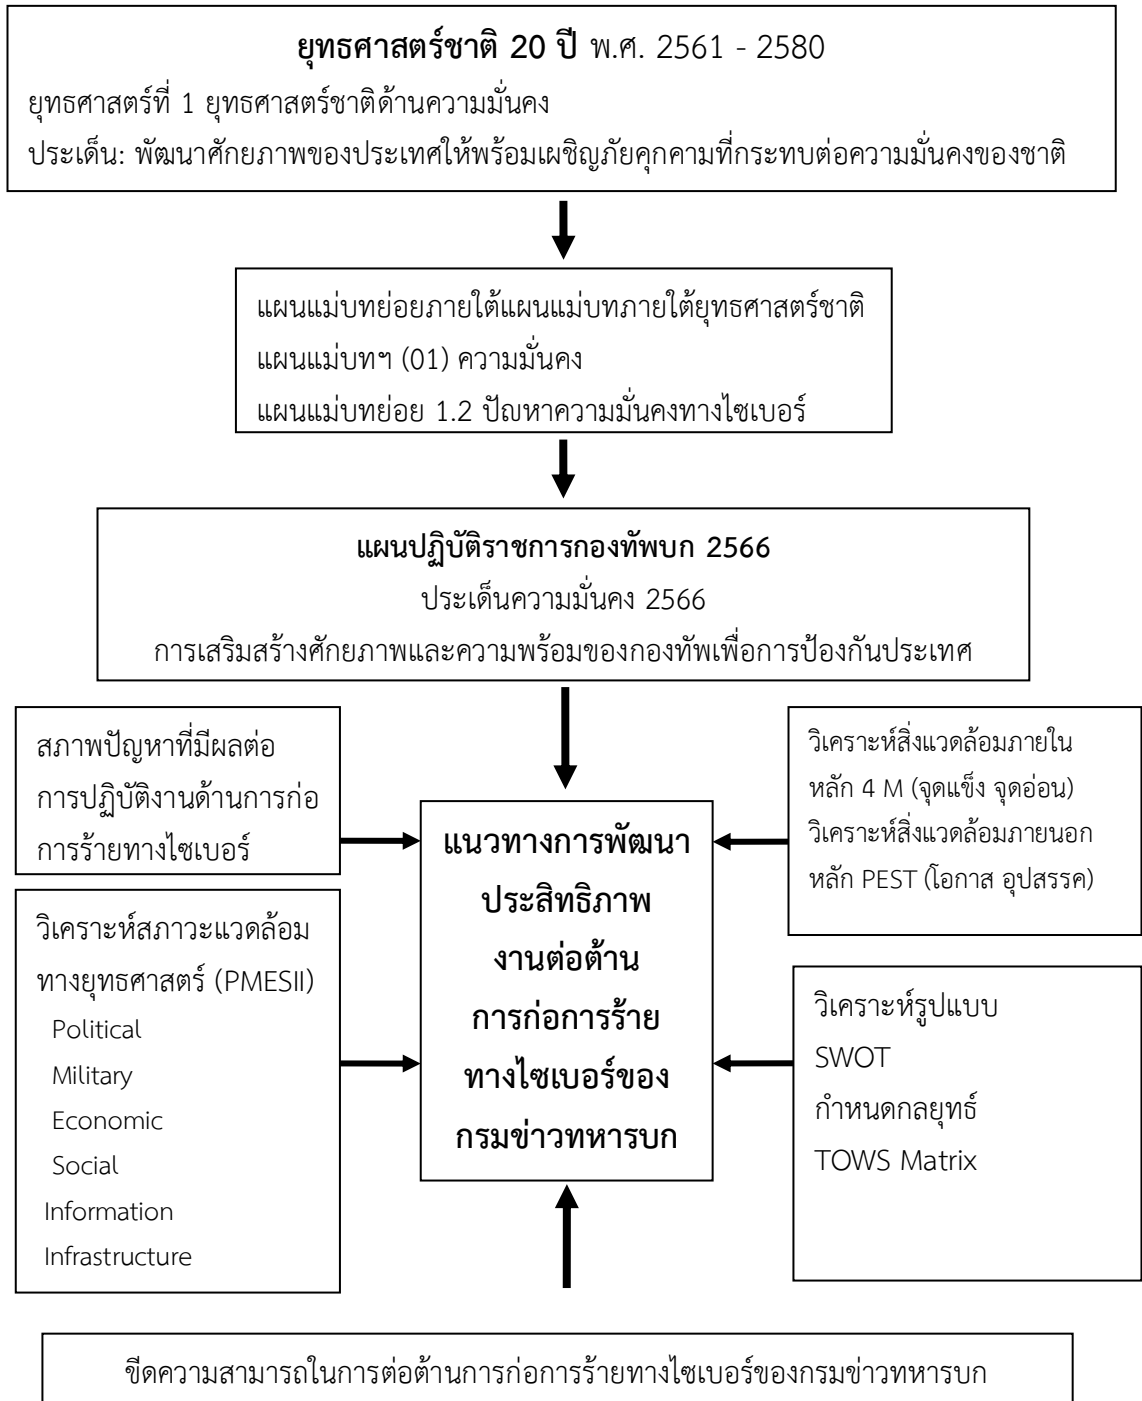 ยุทธศาสตร์ชาติ 20 ปี พ.ศ. 2561 - 2580
ยุทธศาสตร์ที่ 1 ยุทธศาสตร์ชาติด้านความมั่นคง
ประเด็น: พัฒนาศักยภาพของประเทศให้พร้อมเผชิญภัยคุกคามที่กระทบต่อความมั่นคงของชาติ
แผนแม่บทย่อยภายใต้แผนแม่บทภายใต้ยุทธศาสตร์ชาติ
แผนแม่บทฯ (01) ความมั่นคง
แผนแม่บทย่อย 1.2 ปัญหาความมั่นคงทางไซเบอร์
แผนปฏิบัติราชการกองทัพบก 2566
ประเด็นความมั่นคง 2566
การเสริมสร้างศักยภาพและความพร้อมของกองทัพเพื่อการป้องกันประเทศ
สภาพปัญหาที่มีผลต่อ
การปฏิบัติงานด้านการก่อ
การร้ายทางไซเบอร์
วิเคราะห์สภาวะแวดล้อม
ทางยุทธศาสตร์ (PMESII)
Political
Military
Economic
Social
Information
Infrastructure
แนวทางการพัฒนา
ประสิทธิภาพ
งานต่อต้าน
การก่อการร้าย
ทางไซเบอร์ของ
กรมข่าวทหารบก
วิเคราะห์สิ่งแวดล้อมภายใน
หลัก 4 M (จุดแข็ง จุดอ่อน)
วิเคราะห์สิ่งแวดล้อมภายนอก
หลัก PEST (โอกาส อุปสรรค)
วิเคราะห์รูปแบบ
SWOT
กำหนดกลยุทธ์
TOWS Matrix
ขีดความสามารถในการต่อต้านการก่อการร้ายทางไซเบอร์ของกรมข่าวทหารบก